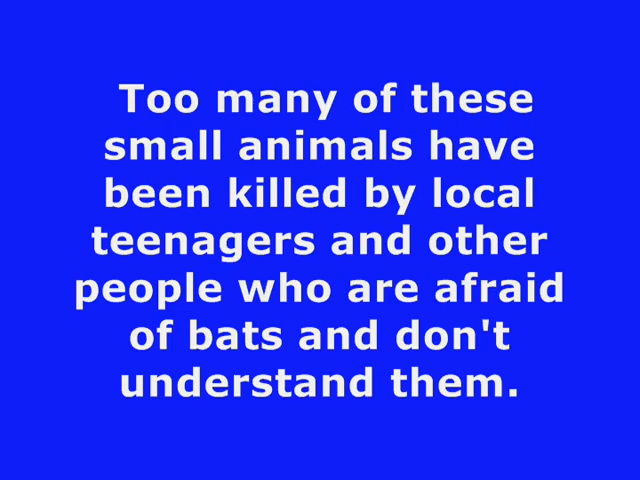 Too many of these
small animals have
been killed by local
teenagers and other
people who are afraid
of bats and don't
understand them.